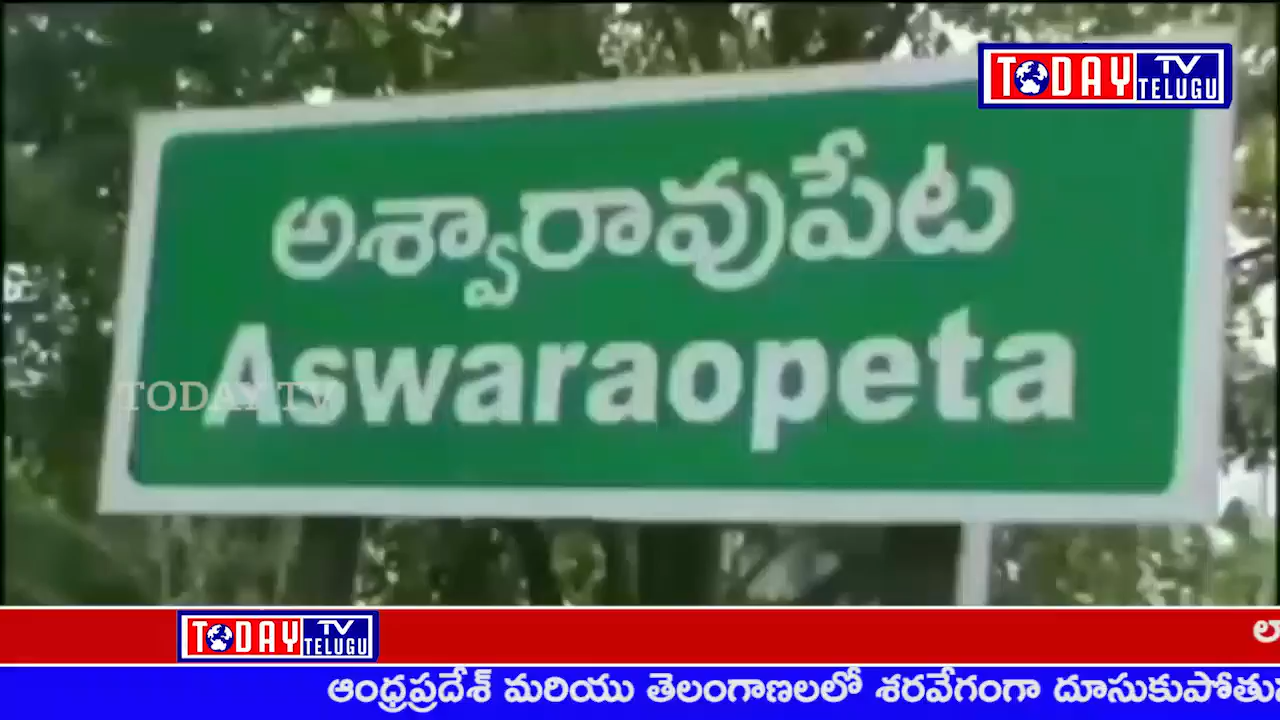 TODAY TV TELUGU
అశ్వారావుపేట
Aswaraopeta
TODAY TV
TODAY TV TELUGU
ఆంధ్రప్రదేశ్ మరియు తెలంగాణలలో శరవేగంగా